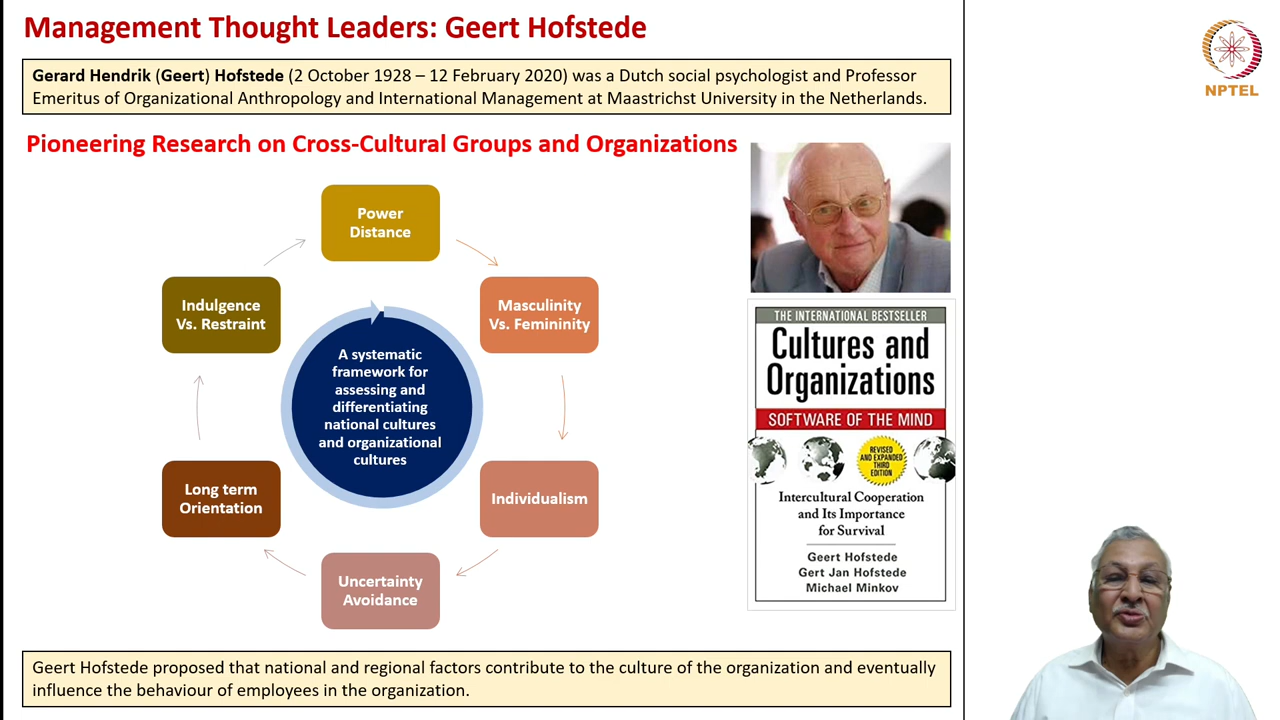 Management Thought Leaders: Geert Hofstede
Gerard Hendrik (Geert) Hofstede (2 October 1928 – 12 February 2020) was a Dutch social psychologist and Professor
Emeritus of Organizational Anthropology and International Management at Maastrichst University in the Netherlands.
NPTEL
Pioneering Research on Cross-Cultural Groups and Organizations
Power
Distance
Masculinity
Vs. Femininity
Individualism
Uncertainty
Avoidance
Long term
Orientation
Indulgence
Vs. Restraint
A systematic
framework for
assessing and
differentiating
national cultures
and organizational
cultures
THE INTERNATIONAL BESTSELLER
Cultures and
Organizations
SOFTWARE OF THE MIND
REVISED
AND EXPANDED
THIRD
EDITION
Intercultural Cooperation
and Its Importance
for Survival
Geert Hofstede
Gert Jan Hofstede
Michael Minkov
Geert Hofstede proposed that national and regional factors contribute to the culture of the organization and eventually
influence the behaviour of employees in the organization.